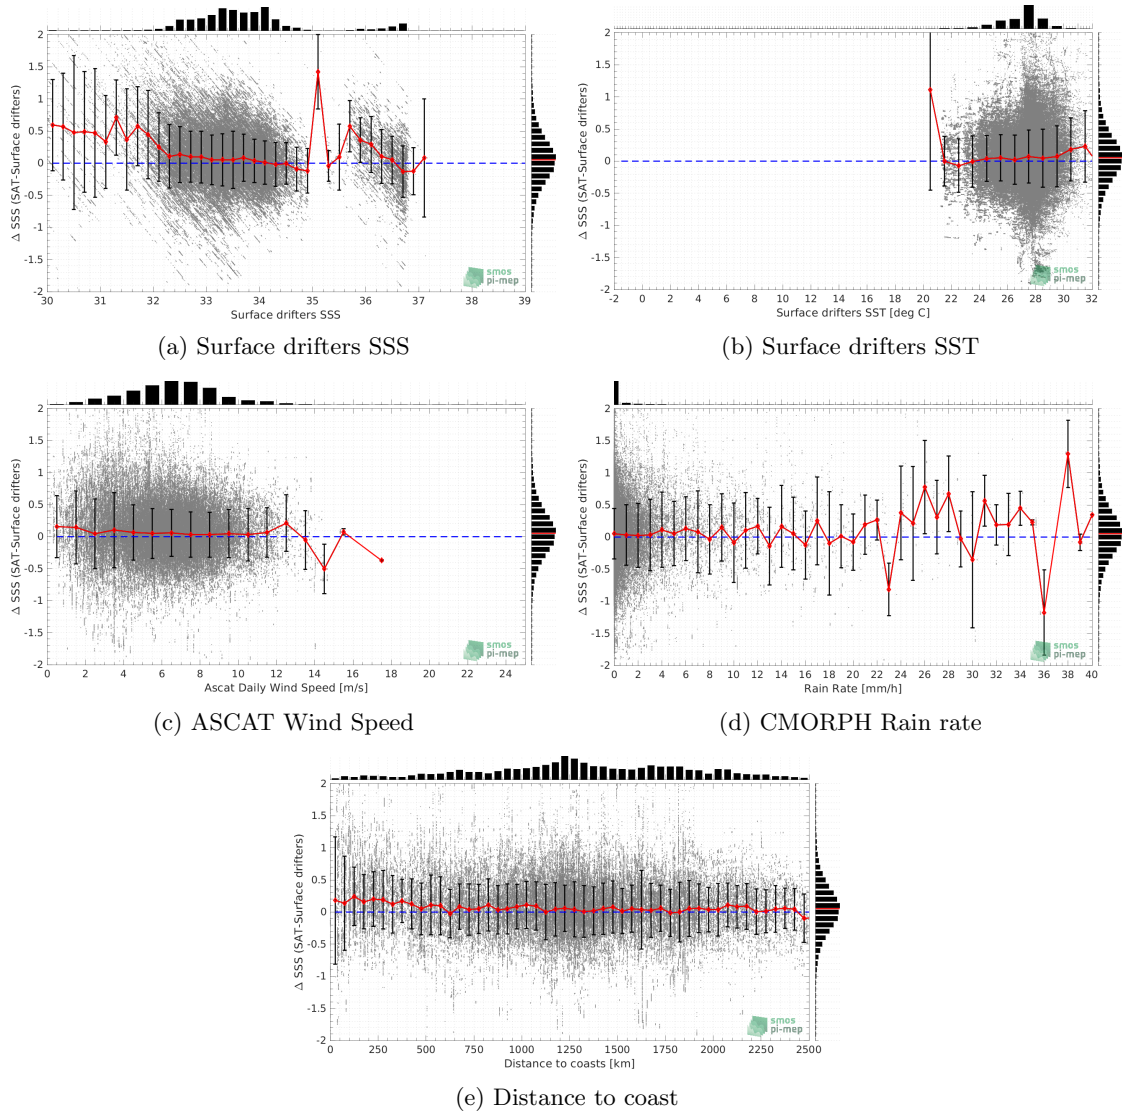 2
1.5
1
0.5
0
-0.5
-1
-1.5
-2
Δ SSS (SAT-Surface drifters)
30 31 32 33 34 35 36 37 38 39
Surface drifters SSS
smos
pi-mep
(a) Surface drifters SSS
2
1.5
1
0.5
0
-0.5
-1
-1.5
-2
Δ SSS (SAT-Surface drifters)
-2 0 2 4 6 8 10 12 14 16 18 20 22 24 26 28 30 32
Surface drifters SST [deg C]
smos
pi-mep
(b) Surface drifters SST
2
1.5
1
0.5
0
-0.5
-1
-1.5
-2
Δ SSS (SAT-Surface drifters)
0 2 4 6 8 10 12 14 16 18 20 22 24
Ascat Daily Wind Speed [m/s]
smos
pi-mep
(c) ASCAT Wind Speed
2
1.5
1
0.5
0
-0.5
-1
-1.5
-2
Δ SSS (SAT-Surface drifters)
0 2 4 6 8 10 12 14 16 18 20 22 24 26 28 30 32 34 36 38 40
Rain Rate [mm/h]
smos
pi-mep
(d) CMORPH Rain rate
2
1.5
1
0.5
0
-0.5
-1
-1.5
-2
Δ SSS (SAT-Surface drifters)
0 250 500 750 1000 1250 1500 1750 2000 2250 2500
Distance to coasts [km]
smos
pi-mep
(e) Distance to coast